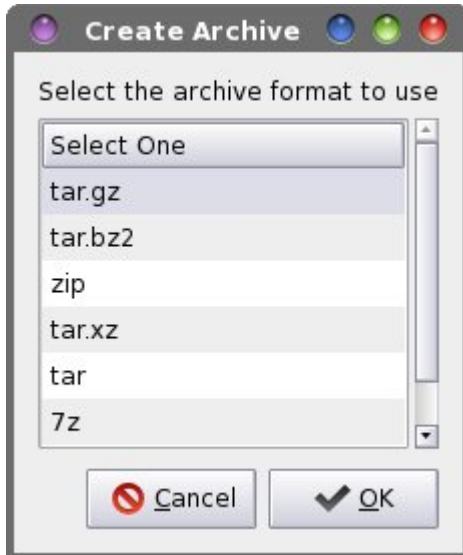 Create Archive
Select the archive format to use
Select One
tar.gz
tar.bz2
zip
tar.xz
tar
7z
Cancel
OK